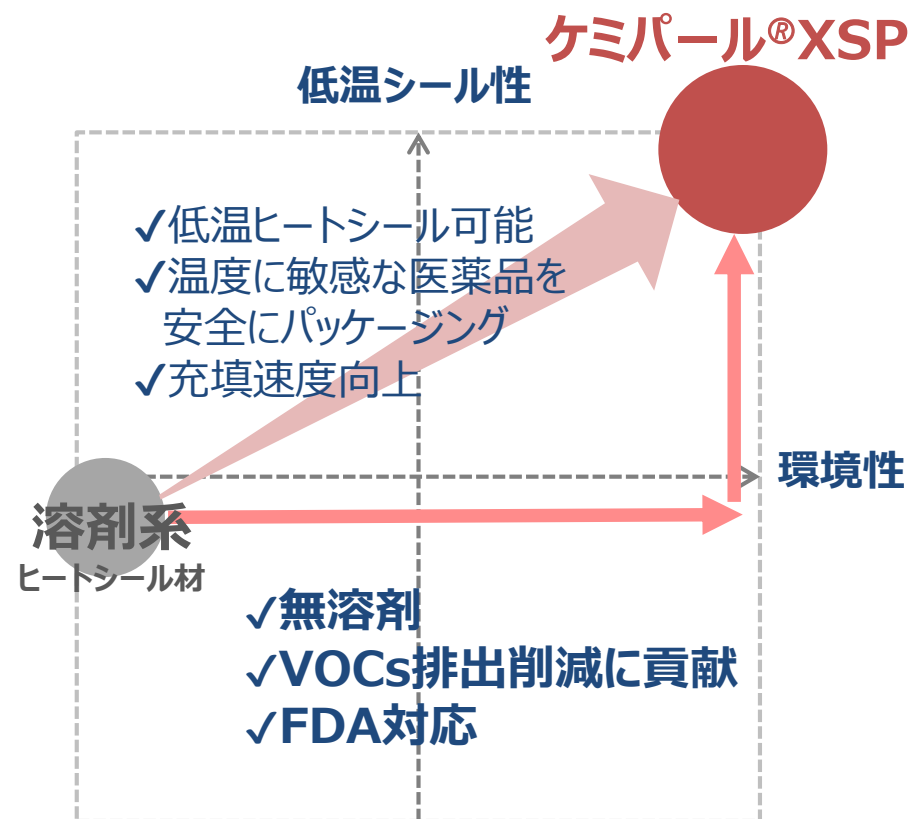 ケミパール®XSP
低温シール性
✓低温ヒートシール可能
✓温度に敏感な医薬品を
安全にパッケージング
✓充填速度向上
環境性
溶剤系
ヒートシール材
✓無溶剤
✓VOCs排出削減に貢献
✓FDA対応